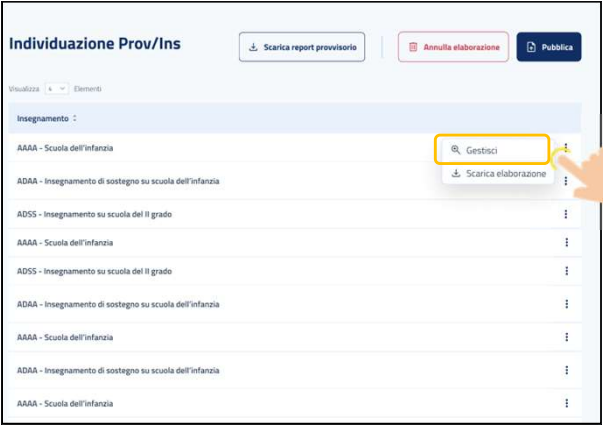 Individuazione Prov/Ins
Scarica report provvisorio
Annulla elaborazione
Pubblica
Visualizza 4 Elementi
Insegnamento
AAAA - Scuola dell'infanzia
Gestisci
Scarica elaborazione
ADAA - Insegnamento di sostegno su scuola dell'infanzia
ADSS - Insegnamento su scuola del II grado
AAAA - Scuola dell'infanzia
ADSS - Insegnamento su scuola del II grado
ADAA - Insegnamento di sostegno su scuola dell'infanzia
AAAA - Scuola dell'infanzia
ADAA - Insegnamento di sostegno su scuola dell'infanzia
AAAA - Scuola dell'infanzia